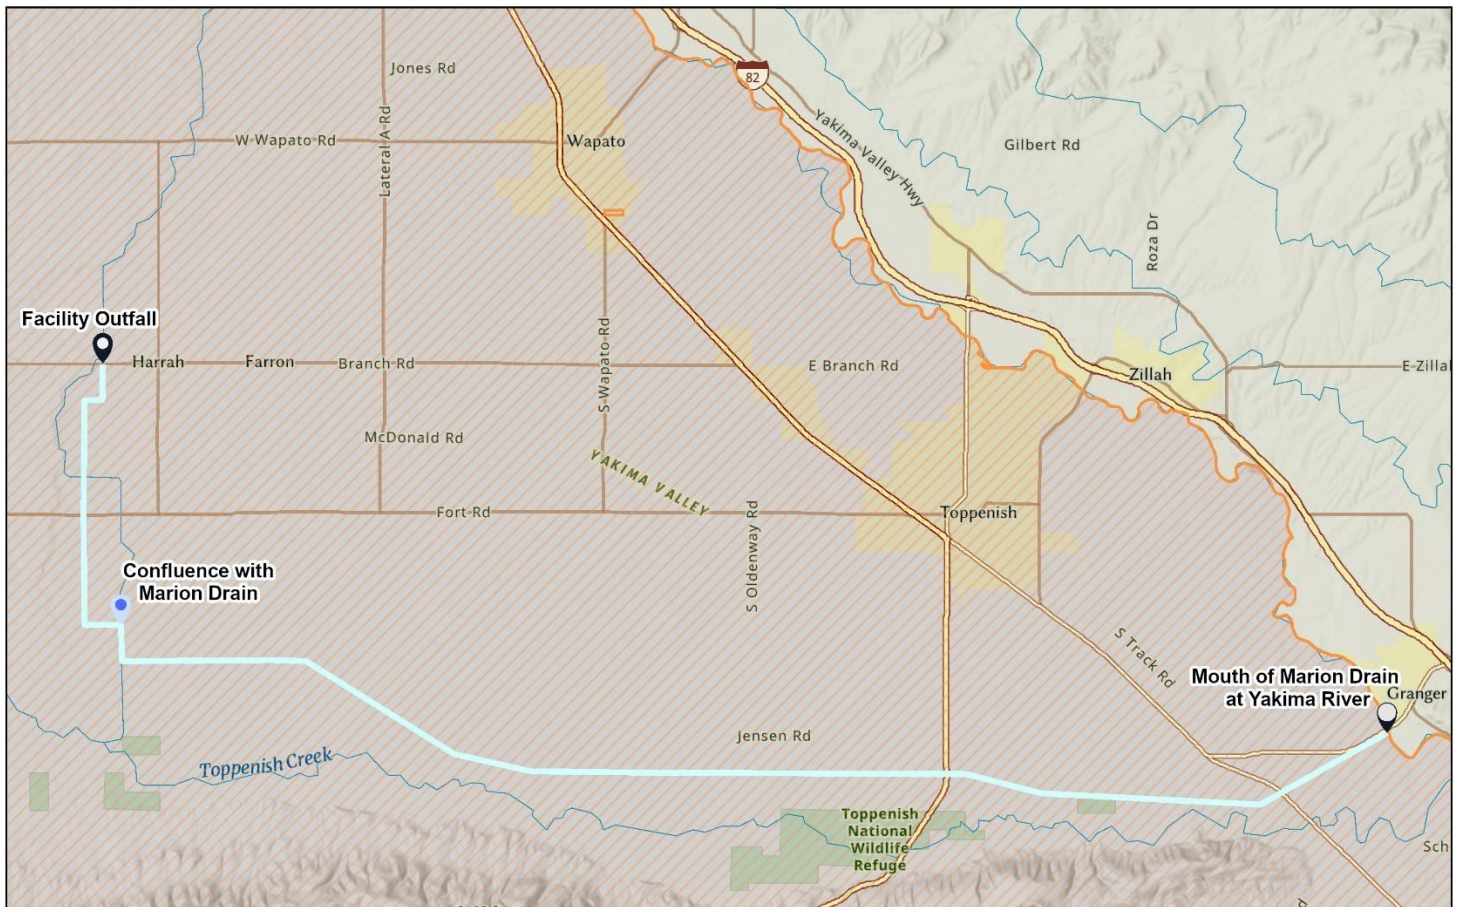 Jones Rd
82
Lateral A Rd
W Wapato Rd
Wapato
Yakima Valley Hwy
Gilbert Rd
Roza Dr
Facility Outfall
Harrah
Farron
Branch Rd
S Wapato Rd
E Branch Rd
Zillah
E Zillal
McDonald Rd
YAKIMA VALLEY
Fort Rd
S Oldenway Rd
Toppenish
Confluence with
Marion Drain
S Track Rd
Mouth of Marion Drain
at Yakima River
Granger
Jensen Rd
Toppenish Creek
Toppenish
National
Wildlife
Refuge
Sch